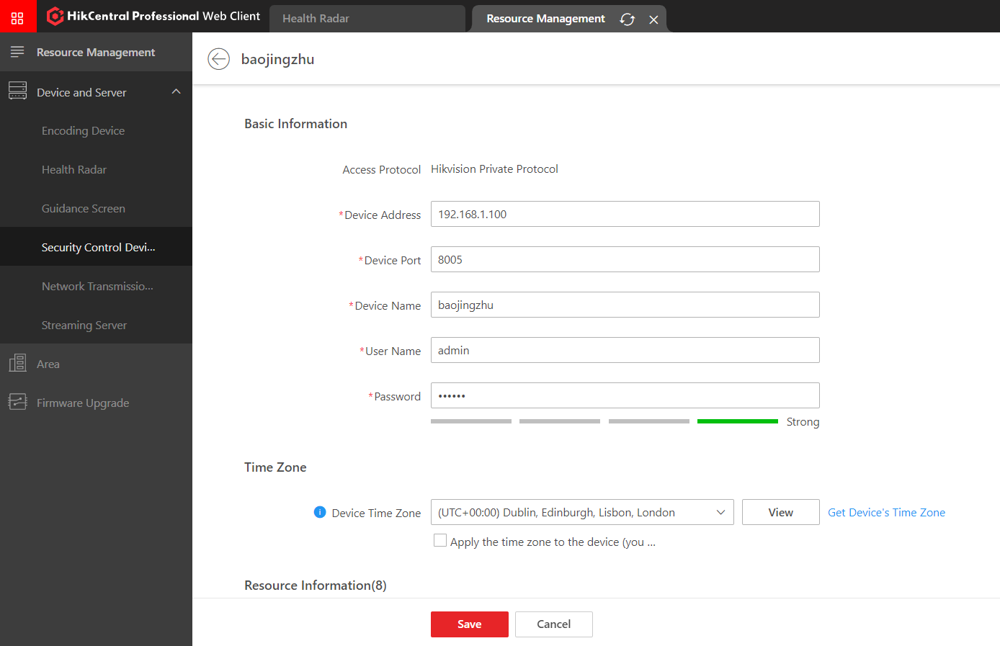 HikCentral Professional Web Client
Health Radar
Resource Management
Resource Management
baojingzhu
Device and Server
Encoding Device
Health Radar
Guidance Screen
Security Control Devi...
Network Transmissio...
Streaming Server
Area
Firmware Upgrade
Basic Information
Access Protocol Hikvision Private Protocol
*Device Address 192.168.1.100
*Device Port 8005
*Device Name baojingzhu
*User Name admin
*Password ••••••
Strong
Time Zone
Device Time Zone (UTC+00:00) Dublin, Edinburgh, Lisbon, London View Get Device's Time Zone
Apply the time zone to the device (you ...
Resource Information(8)
Save Cancel